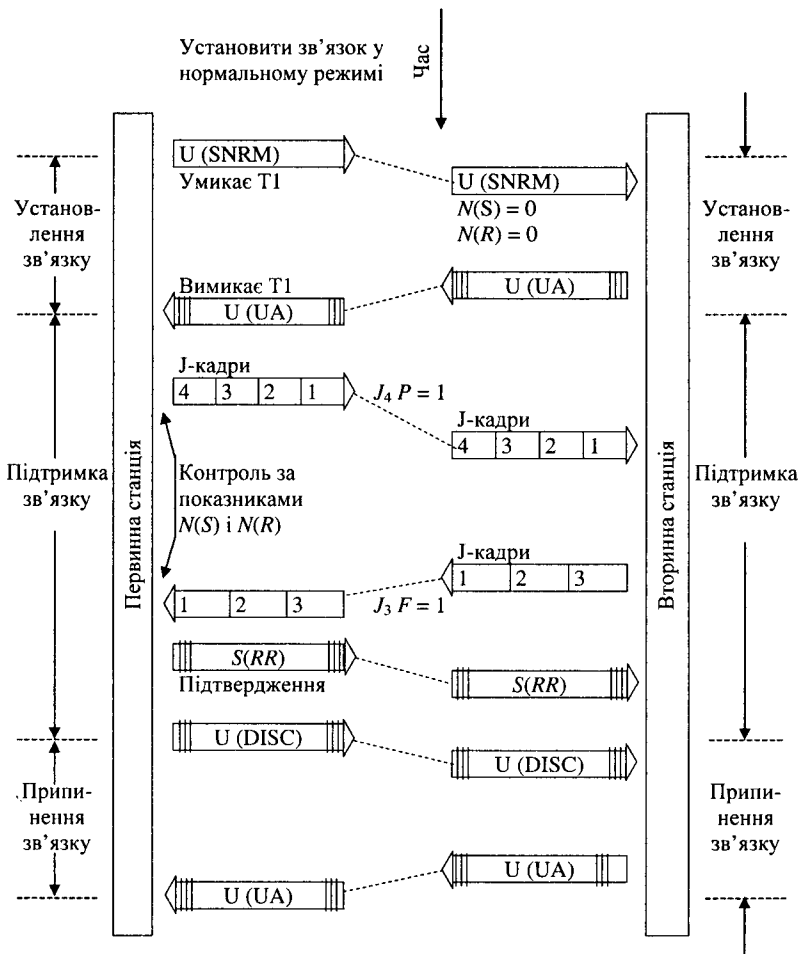 Установити зв’язок у
нормальному режимі
Час
U (SNRM)
Умикає T1
U (SNRM)
N(S) = 0
N(R) = 0
Установ-
лення
зв’язку
Установ-
лення
зв’язку
Вимикає T1
U (UA)
U (UA)
J-кадри
4 3 2 1
J4 P = 1
J-кадри
4 3 2 1
Підтримка
зв’язку
Первинна станція
Контроль за
показниками
N(S) і N(R)
Вторинна станція
Підтримка
зв’язку
J-кадри
1 2 3
1 2 3
J3 F = 1
S(RR)
Підтвердження
S(RR)
U (DISC)
U (DISC)
Припи-
нення
зв’язку
Припи-
нення
зв’язку
U (UA)
U (UA)